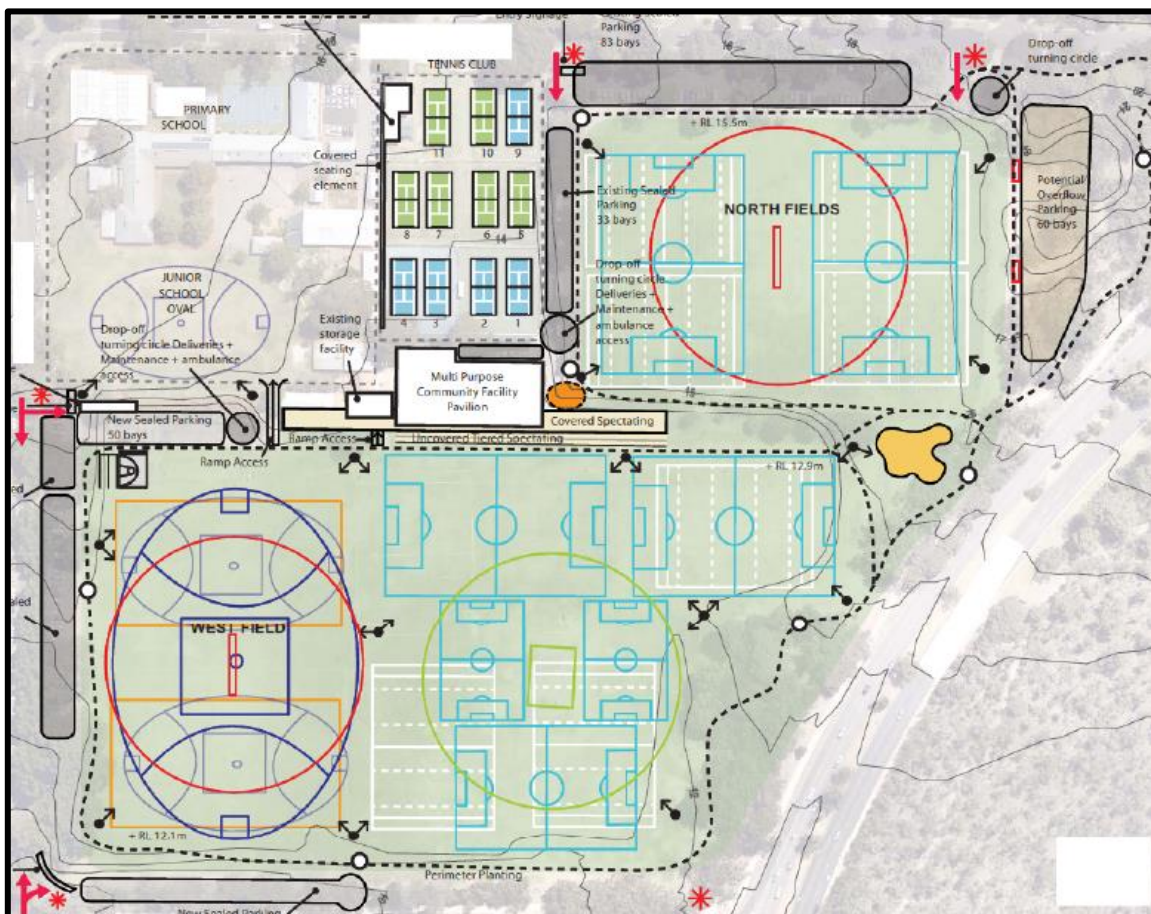 Entry Signage
Existing Sealed
Parking
83 bays
Drop-off
turning circle
TENNIS CLUB
PRIMARY
SCHOOL
+ RL 15.5m
11
10
9
Covered
seating
element
Existing Sealed
Parking
33 bays
NORTH FIELDS
Potential
Overflow
Parking
60 bays
8
7
6
5
14
Drop-off
turning circle
Deliveries +
Maintenance +
ambulance
access
JUNIOR
SCHOOL
OVAL
4
3
2
1
Existing
storage
facility
Drop-off
turning circle Deliveries +
Maintenance + ambulance
access
Multi Purpose
Community Facility
Pavilion
New Sealed Parking
50 bays
Covered Spectating
Ramp Access
Uncovered Tiered Spectating
Ramp Access
+ RL 12.9m
WEST FIELD
+ RL 12.1m
Perimeter Planting
New Sealed Parking